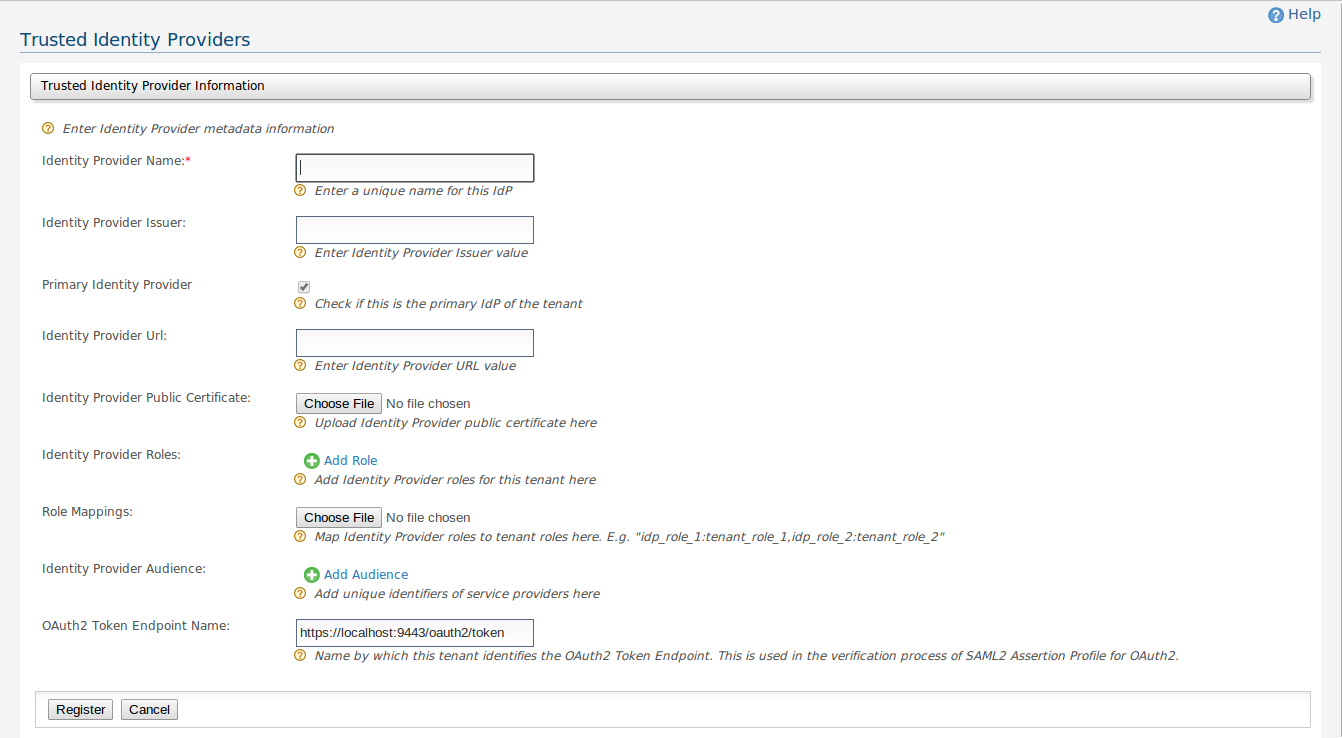 Help
Trusted Identity Providers
Trusted Identity Provider Information
Enter Identity Provider metadata information
Identity Provider Name:*
Enter a unique name for this IdP
Identity Provider Issuer:
Enter Identity Provider Issuer value
Primary Identity Provider
Check if this is the primary IdP of the tenant
Identity Provider Url:
Enter Identity Provider URL value
Identity Provider Public Certificate: Choose File No file chosen
Upload Identity Provider public certificate here
Identity Provider Roles: Add Role
Add Identity Provider roles for this tenant here
Role Mappings: Choose File No file chosen
Map Identity Provider roles to tenant roles here. E.g. "idp_role_1:tenant_role_1,idp_role_2:tenant_role_2"
Identity Provider Audience: Add Audience
Add unique identifiers of service providers here
OAuth2 Token Endpoint Name: https://localhost:9443/oauth2/token
Name by which this tenant identifies the OAuth2 Token Endpoint. This is used in the verification process of SAML2 Assertion Profile for OAuth2.
Register Cancel